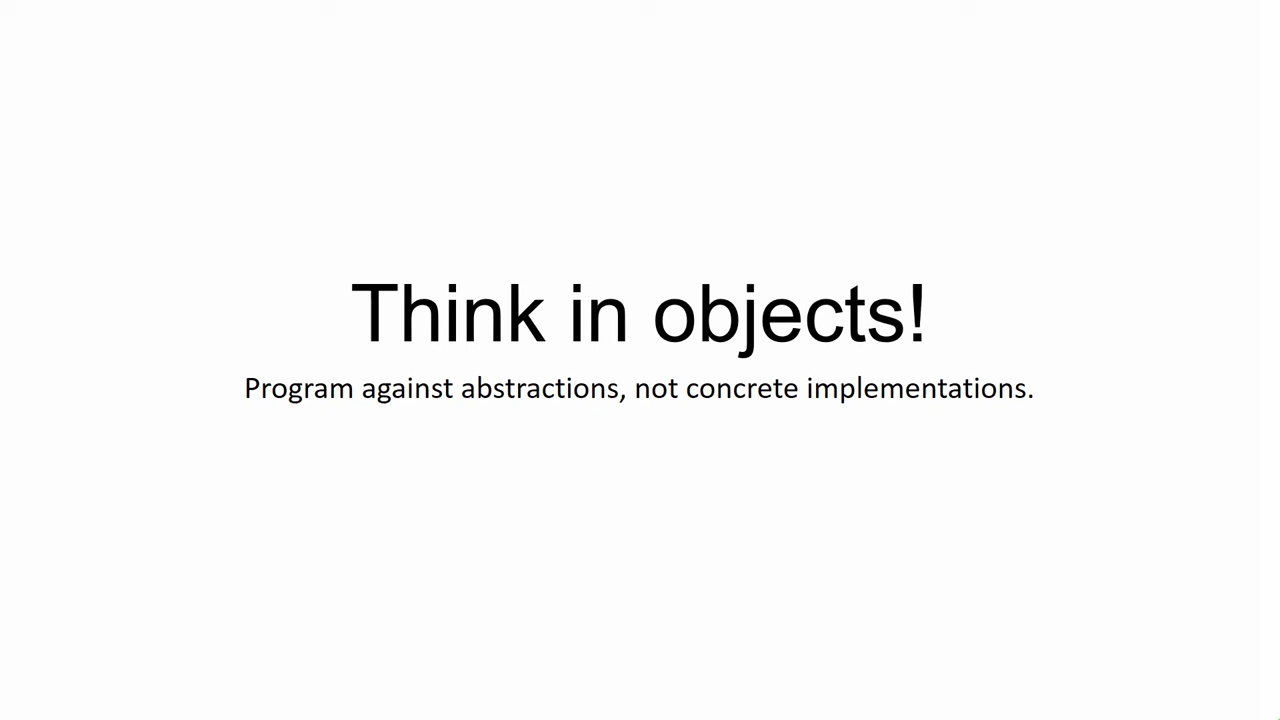 Think in objects!
Program against abstractions, not concrete implementations.